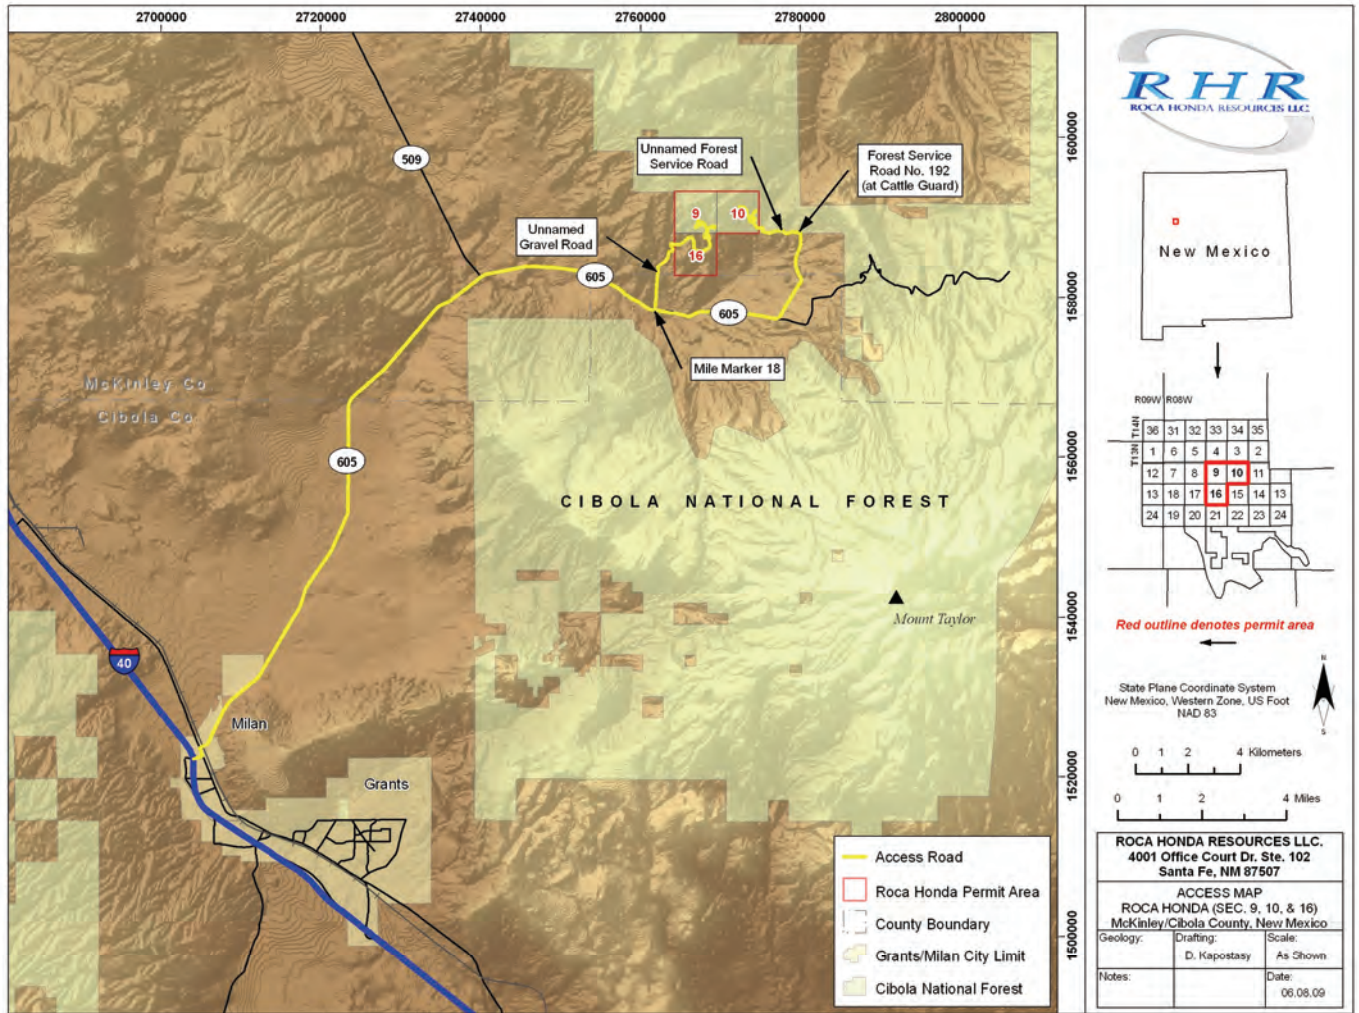 2700000 2720000 2740000 2760000 2780000 2800000
1600000
1580000
1560000
1540000
1520000
1500000
509
Unnamed Forest
Service Road
Forest Service
Road No. 192
(at Cattle Guard)
9 10
16
Unnamed
Gravel Road
605
605
Mile Marker 18
McKinley Co
Cibola Co
605
CIBOLA NATIONAL FOREST
Mount Taylor
40
Milan
Grants
Access Road
Roca Honda Permit Area
County Boundary
Grants/Milan City Limit
Cibola National Forest
RHR
ROCA HONDA RESOURCES LLC
New Mexico
R09W R08W
T14N
T13N
36 31 32 33 34 35
1 6 5 4 3 2
12 7 8 9 10 11
13 18 17 16 15 14 13
24 19 20 21 22 23 24
Red outline denotes permit area
State Plane Coordinate System
New Mexico, Western Zone, US Foot
NAD 83
N
S
0 1 2 4 Kilometers
0 1 2 4 Miles
ROCA HONDA RESOURCES LLC.
4001 Office Court Dr. Ste. 102
Santa Fe, NM 87507
ACCESS MAP
ROCA HONDA (SEC. 9, 10, & 16)
McKinley/Cibola County, New Mexico
Geology: Drafting: Scale:
D. Kapostasy As Shown
Notes: Date:
06.08.09